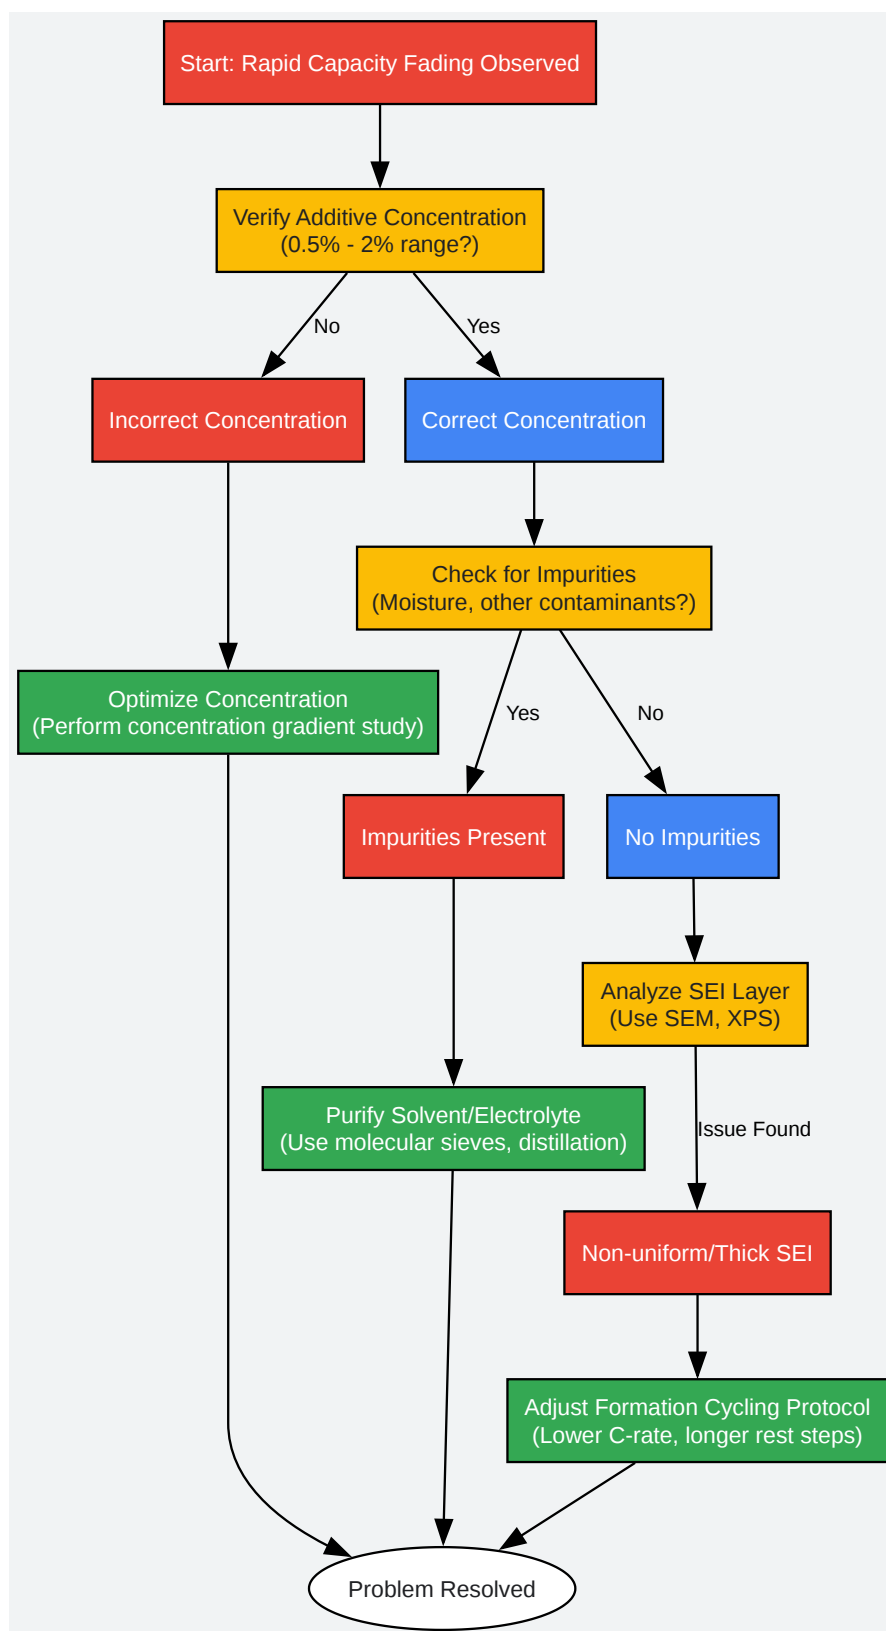 Start: Rapid Capacity Fading Observed
Verify Additive Concentration
(0.5% - 2% range?)
No
Yes
Incorrect Concentration
Correct Concentration
Check for Impurities
(Moisture, other contaminants?)
Optimize Concentration
(Perform concentration gradient study)
Yes
No
Impurities Present
No Impurities
Analyze SEI Layer
(Use SEM, XPS)
Purify Solvent/Electrolyte
(Use molecular sieves, distillation)
Issue Found
Non-uniform/Thick SEI
Adjust Formation Cycling Protocol
(Lower C-rate, longer rest steps)
Problem Resolved